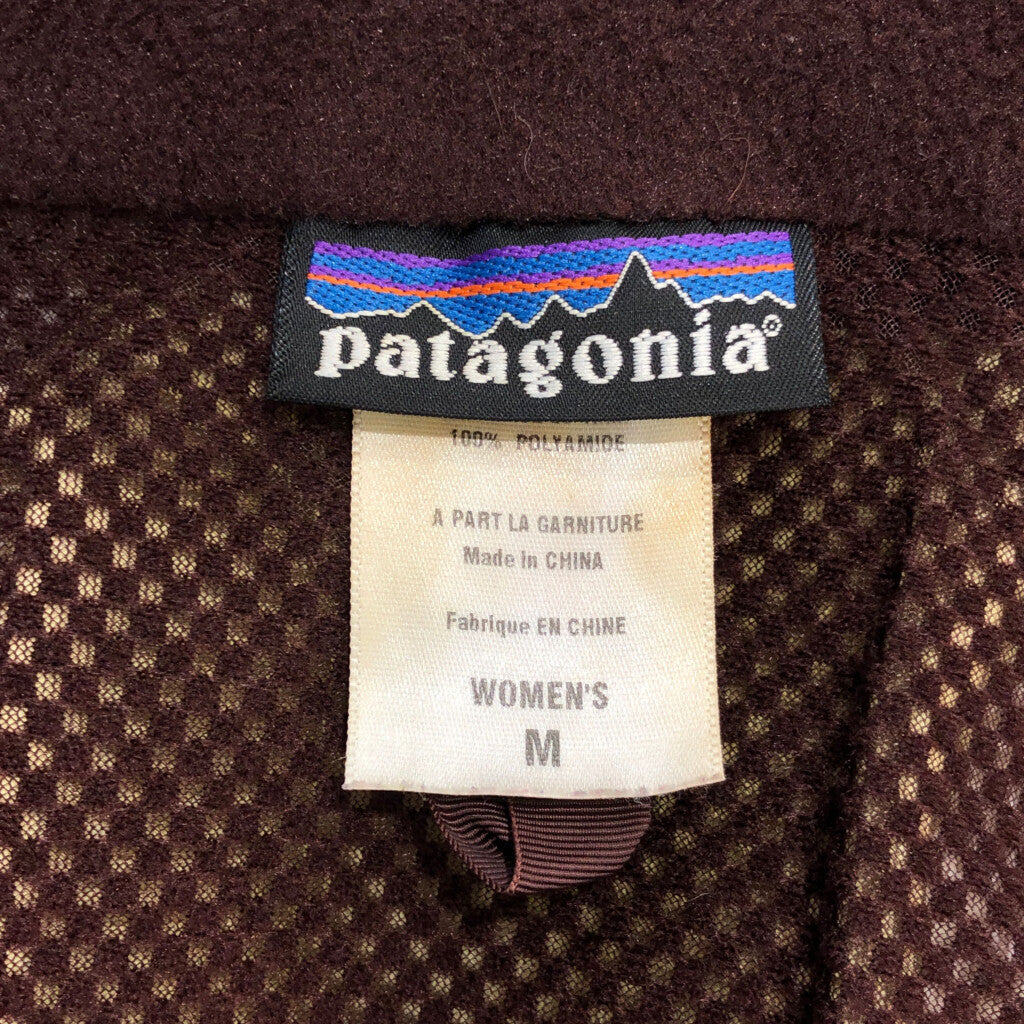 patagonia®
100% POLYAMIDE
A PART LA GARNITURE
Made in CHINA
Fabrique EN CHINE
WOMEN'S
M